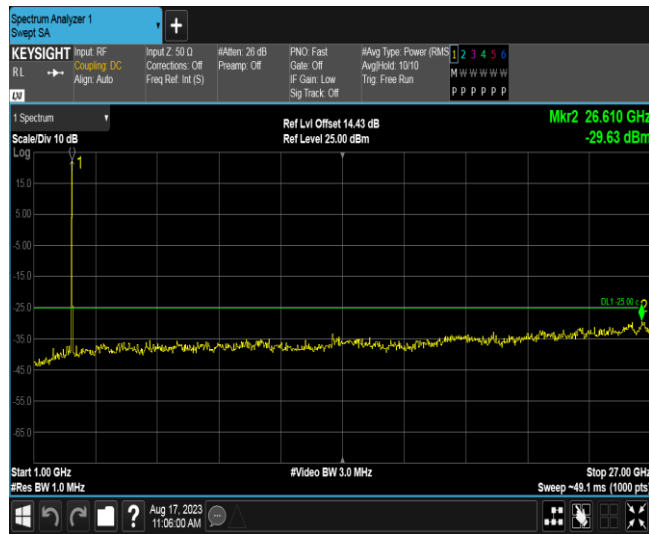 Spectrum Analyzer 1
Swept SA
+
KEYSIGHT
RL
LXI
Input: RF
Coupling: DC
Align: Auto
Input Z: 50 Ω
Corrections: Off
Freq Ref: Int (S)
#Atten: 26 dB
Preamp: Off
PNO: Fast
Gate: Off
IF Gain: Low
Sig Track: Off
#Avg Type: Power (RMS
Avg|Hold: 10/10
Trig: Free Run
1 2 3 4 5 6
M W W W W W
P P P P P P
1 Spectrum
Scale/Div 10 dB
Log
Ref Lvl Offset 14.43 dB
Ref Level 25.00 dBm
Mkr2 26.610 GHz
-29.63 dBm
1
15.0
5.00
-5.00
-15.0
-25.0
-35.0
-45.0
-55.0
-65.0
DL1 -25.00
2
Start 1.00 GHz
#Res BW 1.0 MHz
#Video BW 3.0 MHz
Stop 27.00 GHz
Sweep ~49.1 ms (1000 pts
?
Aug 17, 2023
11:06:00 AM